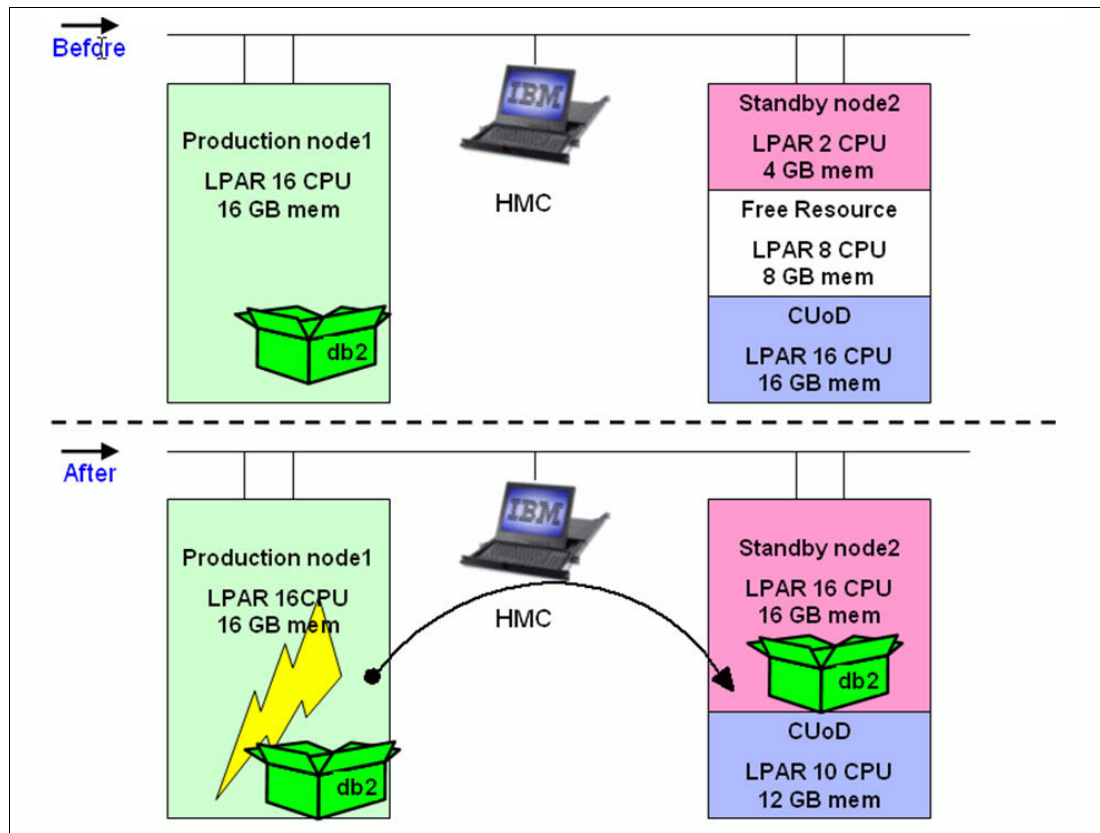 Before
Production node1
LPAR 16 CPU
16 GB mem
db2
IBM
HMC
Standby node2
LPAR 2 CPU
4 GB mem
Free Resource
LPAR 8 CPU
8 GB mem
CUoD
LPAR 16 CPU
16 GB mem
After
Production node1
LPAR 16CPU
16 GB mem
db2
IBM
HMC
Standby node2
LPAR 16 CPU
16 GB mem
db2
CUoD
LPAR 10 CPU
12 GB mem